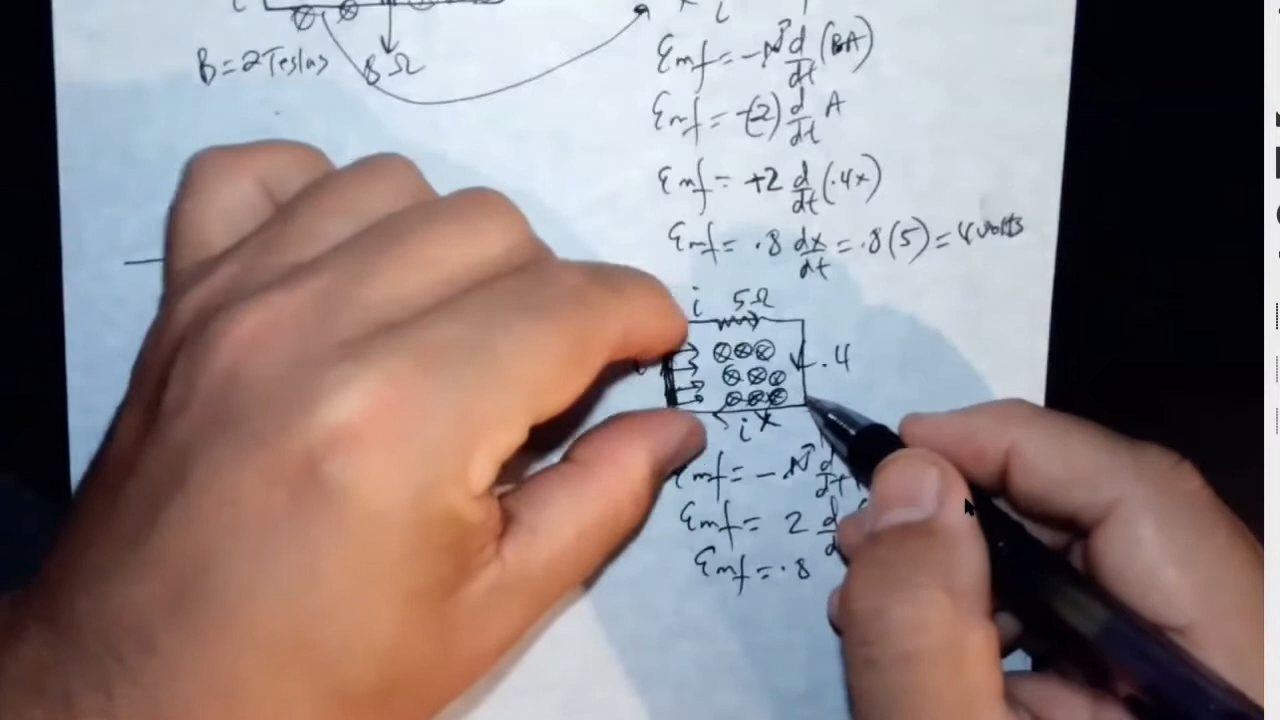 B = 2 Teslas
8 Ω
i
Emf = -N d/dt (BA)
Emf = -(2) d/dt A
Emf = +2 d/dt (.4x)
Emf = .8 dx/dt = .8(5) = 4 volts
i 5Ω
.4
i x
Emf = -N d
Emf = 2 d
Emf = .8